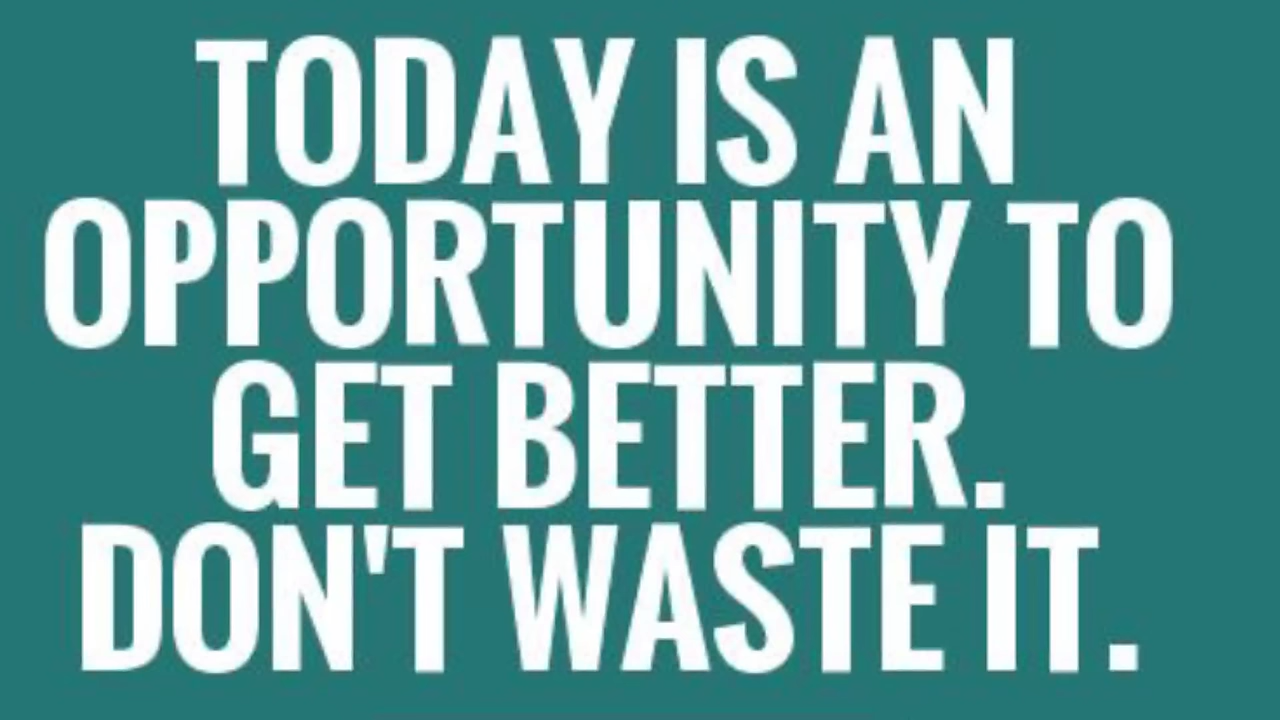 TODAY IS AN
OPPORTUNITY TO
GET BETTER.
DON'T WASTE IT.